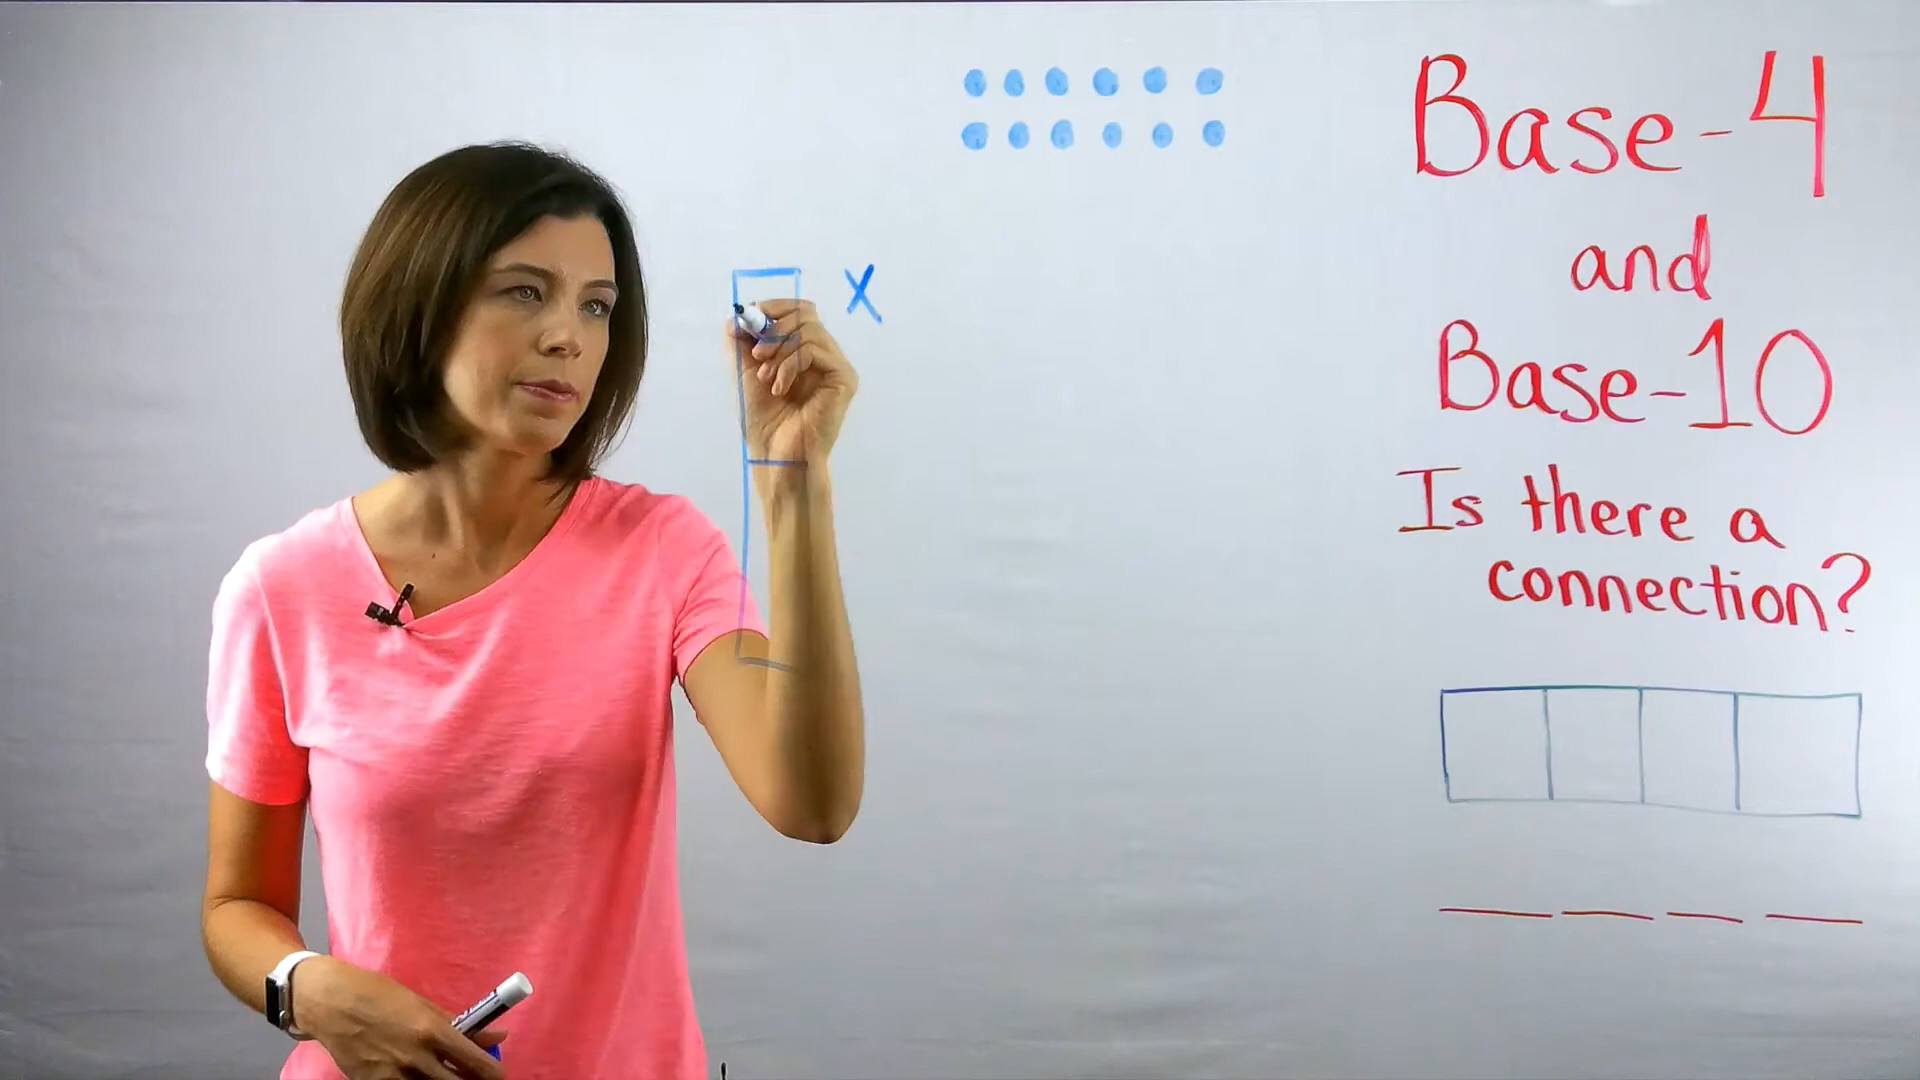 X
Base-4
and
Base-10
Is there a
connection?